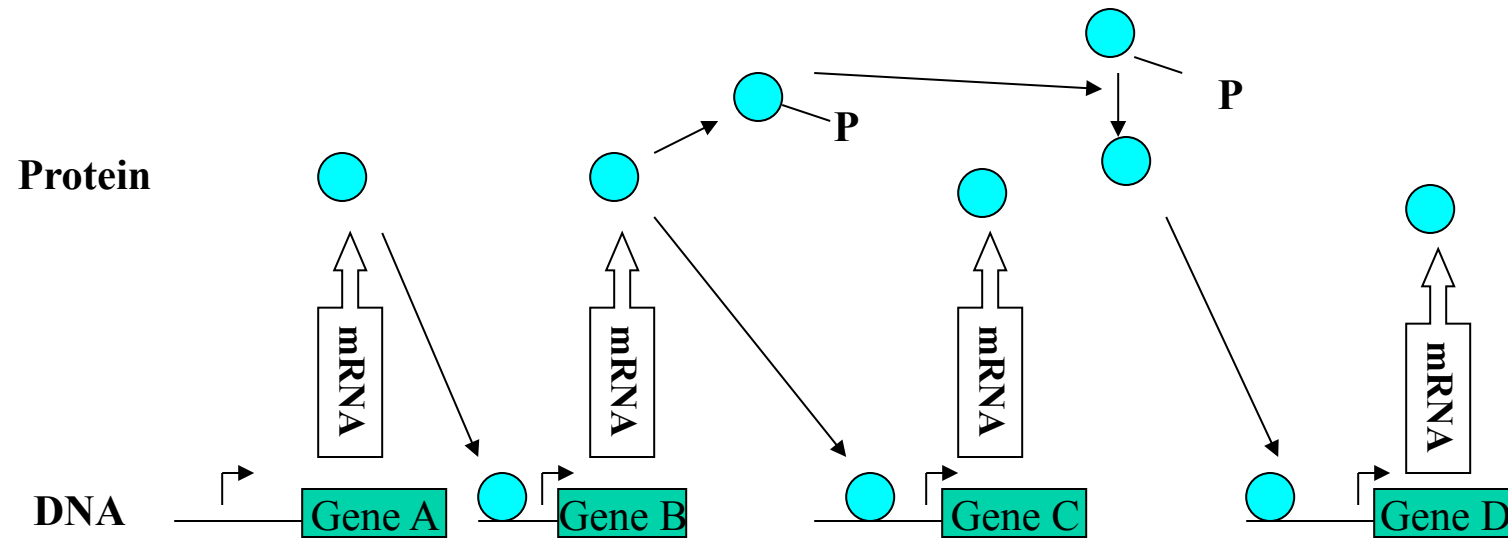 P
P
Protein
mRNA
mRNA
mRNA
mRNA
DNA
Gene A
Gene B
Gene C
Gene D